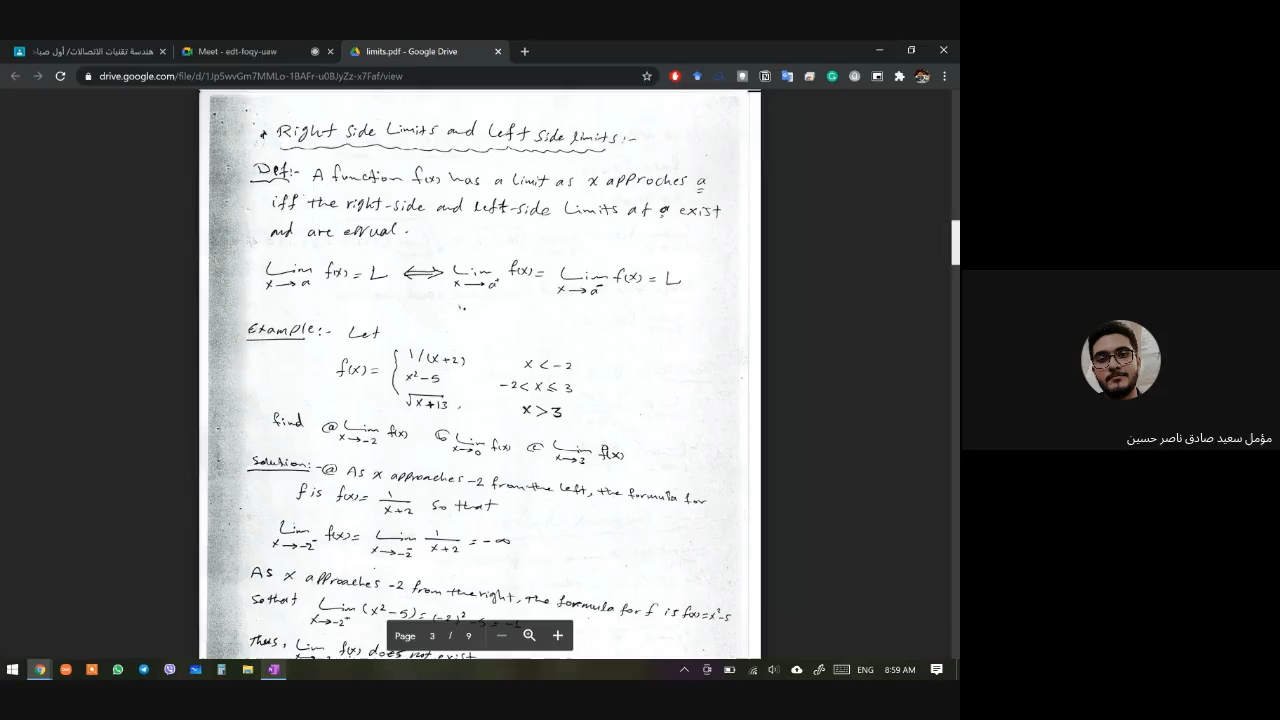 هندسة تقنيات الاتصالات/ أول صبا
Meet - edt-foqy-uaw
limits.pdf - Google Drive
drive.google.com/file/d/1Jp5wvGm7MMLo-1BAFr-u0BJyZz-x7Faf/view
* Right side Limits and Left side limits:-
Def:- A function f(x) has a Limit as x approches a
iff the right-side and left-side Limits at a exist
and are equal.
Lim x→a f(x) = L ⟺ Lim x→a⁺ f(x) = Lim x→a⁻ f(x) = L
Example:- Let
f(x) = { 1/(x+2) x < -2
x² - 5 -2 < x ≤ 3
√x+13 , x > 3
find ⓐ Lim x→-2 f(x) ⓑ Lim x→0 f(x) ⓒ Lim x→3 f(x)
Solution:- ⓐ As x approaches -2 from the left, the formula for
f is f(x) = 1/x+2 so that
Lim x→-2⁻ f(x) = Lim x→-2⁻ 1/x+2 = -∞
As x approaches -2 from the right, the formula for f is f(x) = x²-5
so that Lim x→-2⁺ (x² - 5) = (-2)² - 5 = -1
Thus, Lim f(x) does not exist
Page 3 / 9
مؤمل سعيد صادق ناصر حسين
ENG 8:59 AM